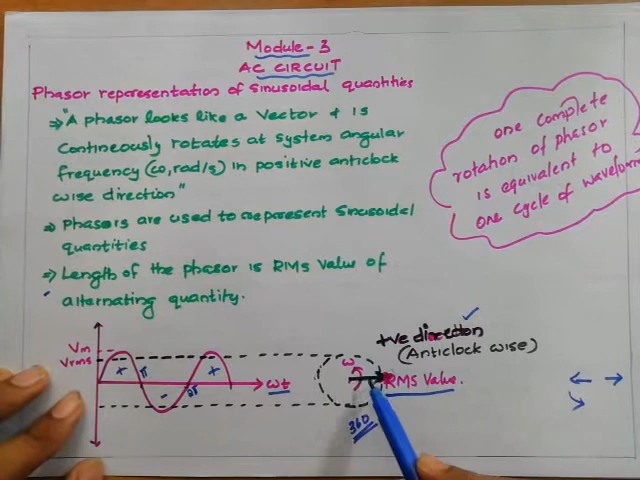 Module-3
AC CIRCUIT
Phasor representation of sinusoidal quantities
⇒ "A phasor looks like a Vector & is
Contineously rotates at system angular
frequency (ω, rad/s) in positive anticlock
wise direction"
⇒ Phasors are used to represent Sinusoidal
quantities
⇒ Length of the phasor is RMS Value of
alternating quantity.
one complete
rotation of phasor
is equivalent to
one cycle of waveform
Vm
Vrms
+ π - 2π +
ωt
+ve direction
(Anticlock wise)
ω
RMS Value.
360